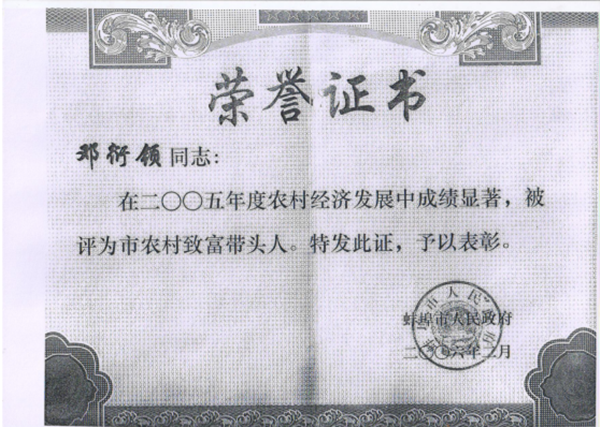 荣誉证书
邓衍领同志:
在二〇〇五年度农村经济发展中成绩显著，被
评为市农村致富带头人。特发此证，予以表彰。
蚌埠市人民政府
二〇〇六年二月